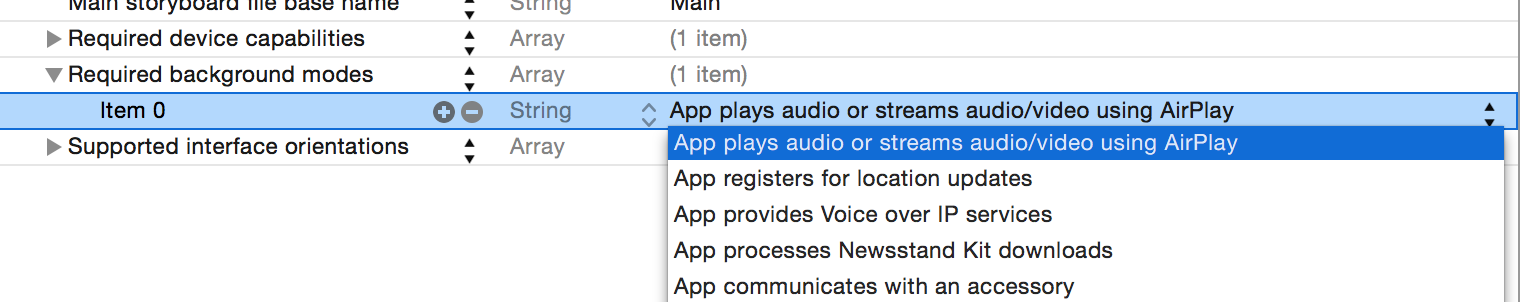 Main storyboard file base name String Main
Required device capabilities Array (1 item)
Required background modes Array (1 item)
Item 0 String App plays audio or streams audio/video using AirPlay
App plays audio or streams audio/video using AirPlay
Supported interface orientations Array
App registers for location updates
App provides Voice over IP services
App processes Newsstand Kit downloads
App communicates with an accessory